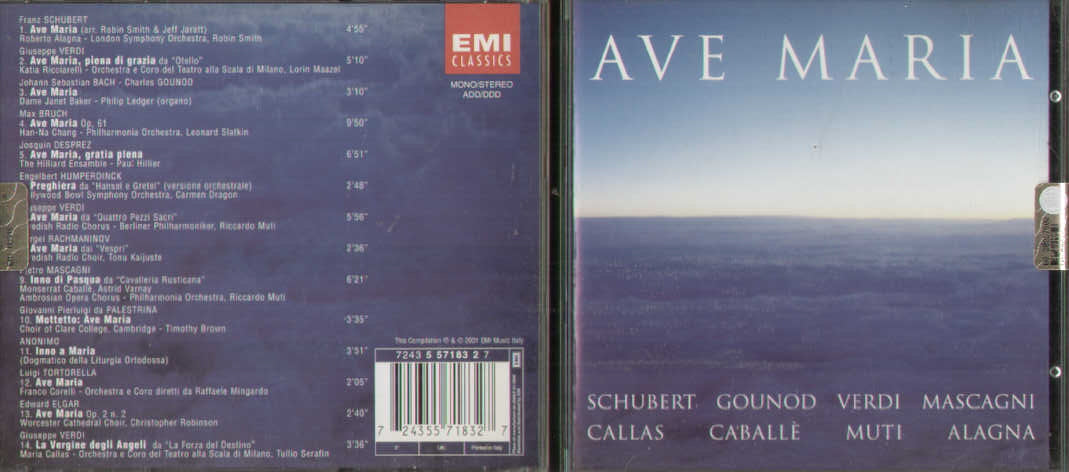 Franz SCHUBERT
1. Ave Maria (arr. Robin Smith & Jeff Jarratt) 4'55"
Roberto Alagna - London Symphony Orchestra, Robin Smith
Giuseppe VERDI
2. Ave Maria, piena di grazia da "Otello" 5'10"
Katia Ricciarelli - Orchestra e Coro del Teatro alla Scala di Milano, Lorin Maazel
Johann Sebastian BACH - Charles GOUNOD
3. Ave Maria 3'10"
Dame Janet Baker - Philip Ledger (organo)
Max BRUCH
4. Ave Maria Op. 61 9'50"
Han-Na Chang - Philharmonia Orchestra, Leonard Slatkin
Josquin DESPREZ
5. Ave Maria, gratia plena 6'51"
The Hilliard Ensemble - Paul Hillier
Engelbert HUMPERDINCK
Preghiera da "Hansel e Gretel" (versione orchestrale) 2'48"
llywood Bowl Symphony Orchestra, Carmen Dragon
useppe VERDI
Ave Maria da "Quattro Pezzi Sacri" 5'56"
edish Radio Chorus - Berliner Philharmoniker, Riccardo Muti
rgei RACHMANINOV
Ave Maria dai "Vespri" 2'36"
edish Radio Choir, Tonu Kaijuste
Pietro MASCAGNI
9. Inno di Pasqua da "Cavalleria Rusticana" 6'21"
Monserrat Caballè, Astrid Varnay
Ambrosian Opera Chorus - Philharmonia Orchestra, Riccardo Muti
Giovanni Pierluigi da PALESTRINA
10. Mottetto: Ave Maria 3'35"
Choir of Clare College, Cambridge - Timothy Brown
ANONIMO
11. Inno a Maria 3'51"
(Dogmatico della Liturgia Ortodossa)
Luigi TORTORELLA
12. Ave Maria 2'05"
Franco Corelli - Orchestra e Coro diretti da Raffaele Mingardo
Edward ELGAR
13. Ave Maria Op. 2 n. 2 2'40"
Worcester Cathedral Choir, Christopher Robinson
Giuseppe VERDI
14. La Vergine degli Angeli da "La Forza del Destino" 3'36"
Maria Callas - Orchestra e Coro del Teatro alla Scala di Milano, Tullio Serafin
EMI
CLASSICS
MONO/STEREO
ADD/DDD
This Compilation ℗ & © 2001 EMI Music Italy
7243 5 57183 2 7
7 24355 71832 7
Printed in Italy
EMI
AVE MARIA
SCHUBERT GOUNOD VERDI MASCAGNI
CALLAS CABALLÈ MUTI ALAGNA